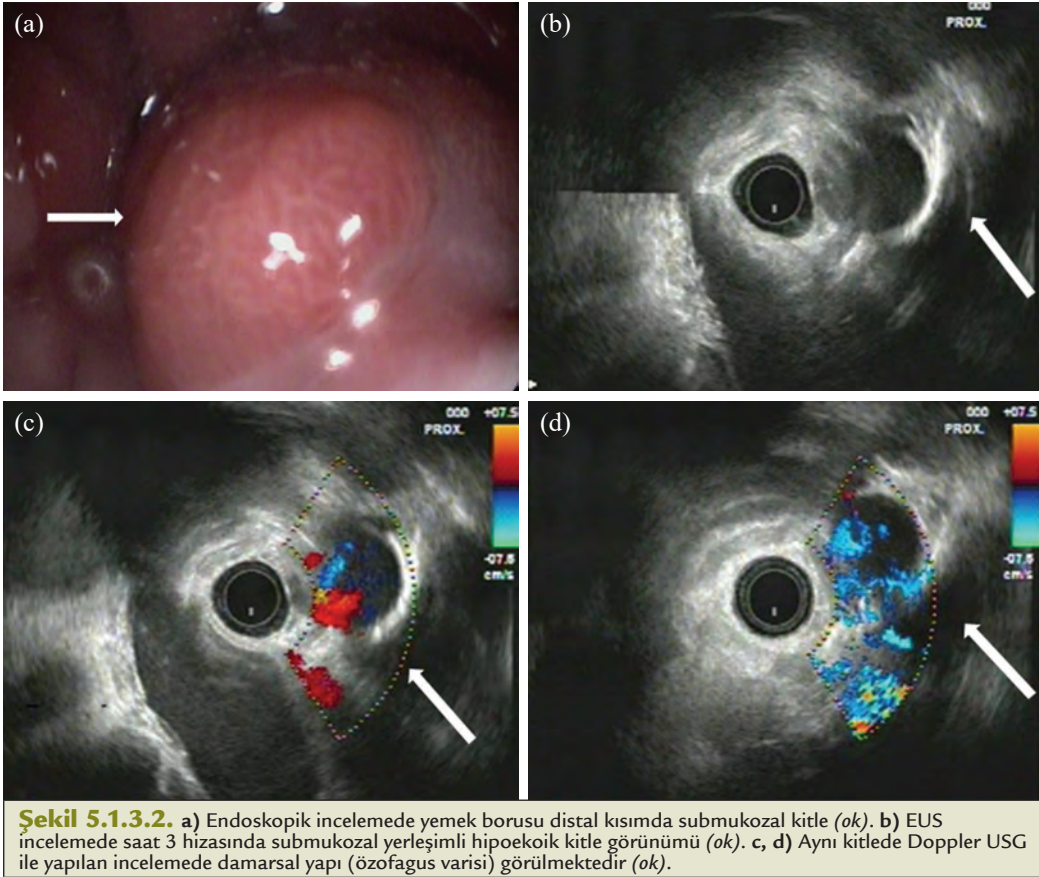 (a)
(b)
000
PROX.
(c)
000 +07.5
PROX.
-07.5
cm/s
(d)
000 +07.5
PROX.
-07.5
cm/s
Şekil 5.1.3.2. a) Endoskopik incelemede yemek borusu distal kısımda submukozal kitle (ok). b) EUS
incelemede saat 3 hizasında submukozal yerleşimli hipoekoik kitle görünümü (ok). c, d) Aynı kitlede Doppler USG
ile yapılan incelemede damarsal yapı (özofagus varisi) görülmektedir (ok).